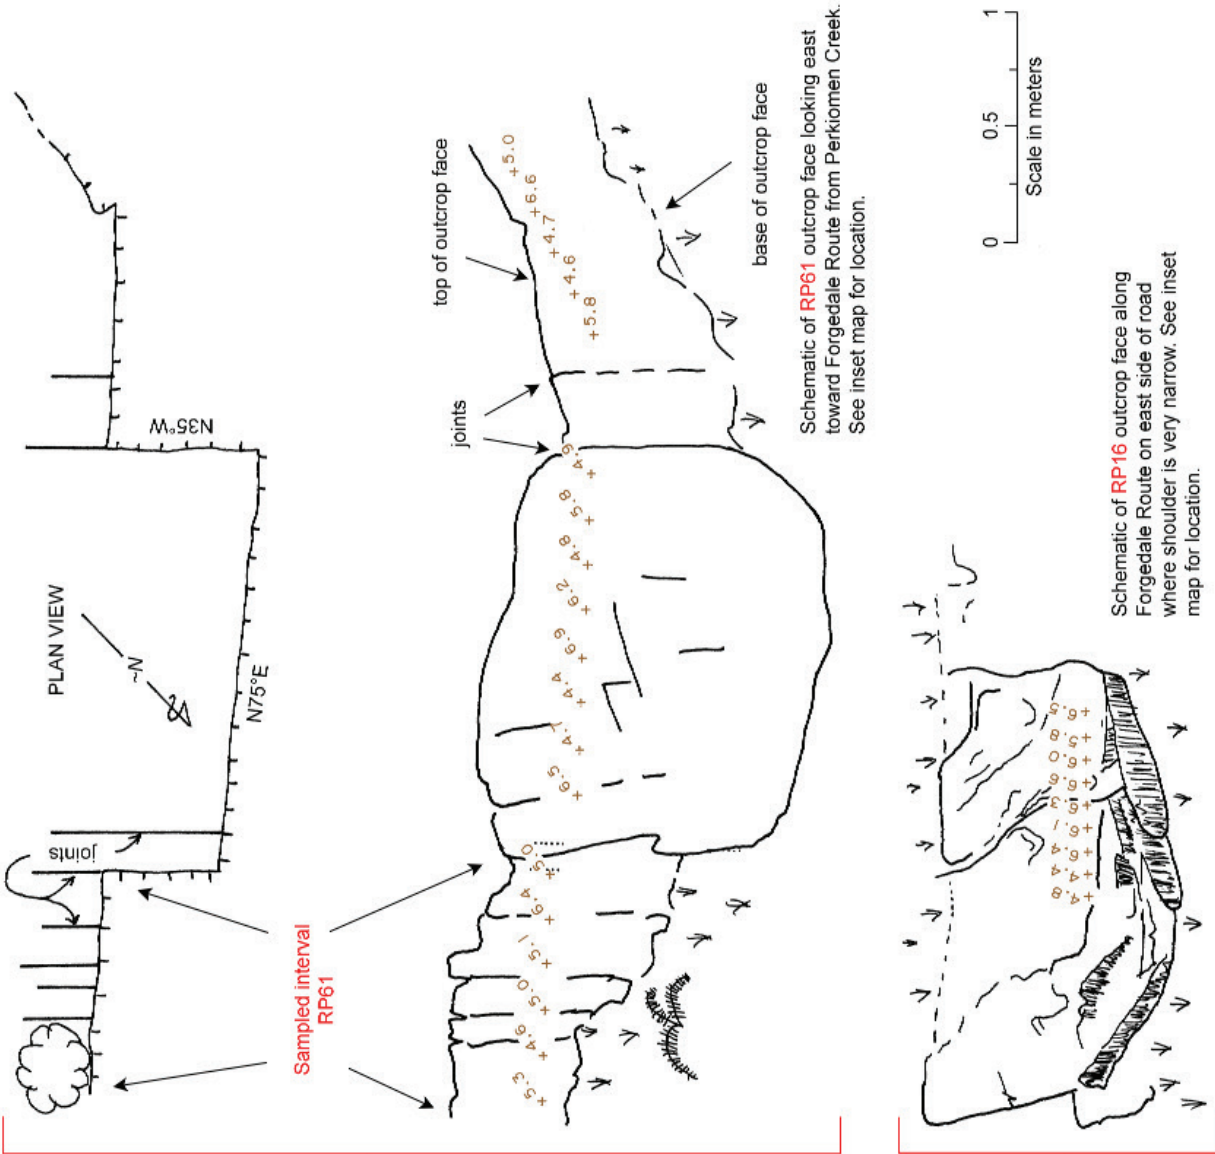 PLAN VIEW
~N
joints
N35°W
N75°E
Sampled interval
RP61
top of outcrop face
joints
+5.3
+4.6
+5.0
+5.1
+6.4
+5.0
+6.5
+4.7
+4.4
+6.9
+6.2
+4.8
+5.8
+4.9
+5.8
+4.6
+4.7
+6.6
+5.0
base of outcrop face
Schematic of RP61 outcrop face looking east
toward Forgedale Route from Perkiomen Creek.
See inset map for location.
0 0.5 1
Scale in meters
+4.8
+4.4
+6.4
+6.1
+6.3
+6.6
+6.0
+5.8
+6.5
Schematic of RP16 outcrop face along
Forgedale Route on east side of road
where shoulder is very narrow. See inset
map for location.